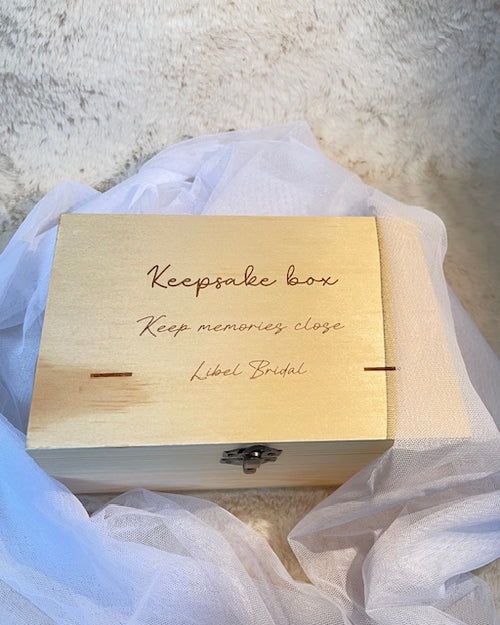 Keepsake box
Keep memories close
Libel Bridal